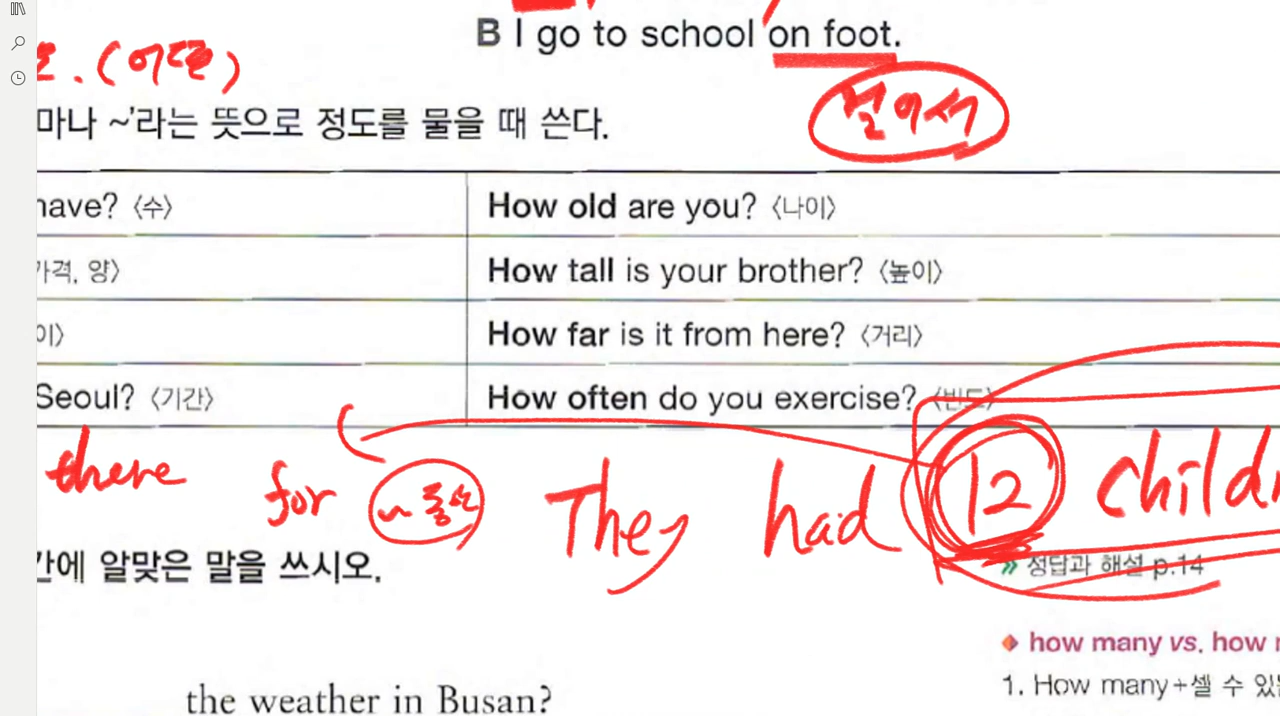 B I go to school on foot.
. (어떤)
걸어서
마나 ~'라는 뜻으로 정도를 물을 때 쓴다.
have? 〈수〉 How old are you? 〈나이〉
가격, 양〉 How tall is your brother? 〈높이〉
이〉 How far is it from here? 〈거리〉
Seoul? 〈기간〉 How often do you exercise? 〈빈도〉
there for ~동안 They had 12 childr
간에 알맞은 말을 쓰시오.
» 정답과 해설 p.14
◆ how many vs. how m
1. How many+셀 수 있는
the weather in Busan?